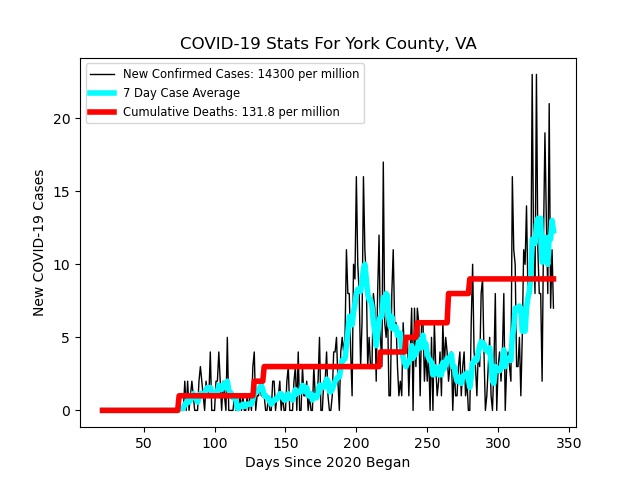 COVID-19 Stats For York County, VA
New Confirmed Cases: 14300 per million
7 Day Case Average
Cumulative Deaths: 131.8 per million
New COVID-19 Cases
20
15
10
5
0
50
100
150
200
250
300
350
Days Since 2020 Began